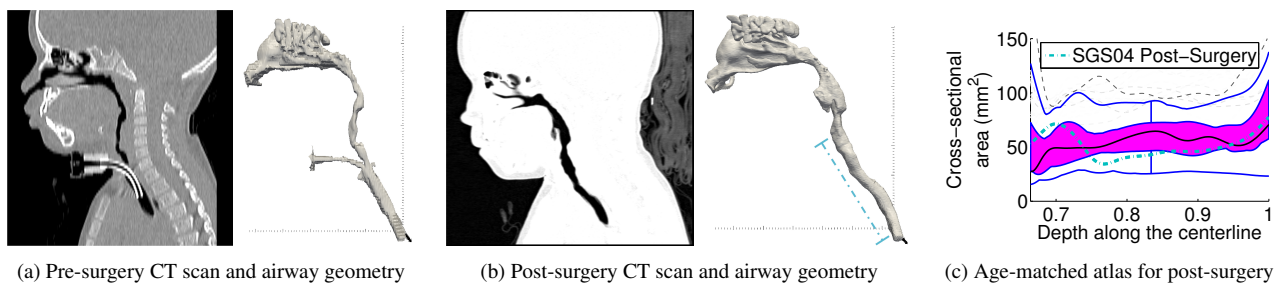 150
100
50
0
Cross−sectional
area (mm2)
SGS04 Post−Surgery
0.7 0.8 0.9 1
Depth along the centerline
(a) Pre-surgery CT scan and airway geometry
(b) Post-surgery CT scan and airway geometry
(c) Age-matched atlas for post-surgery